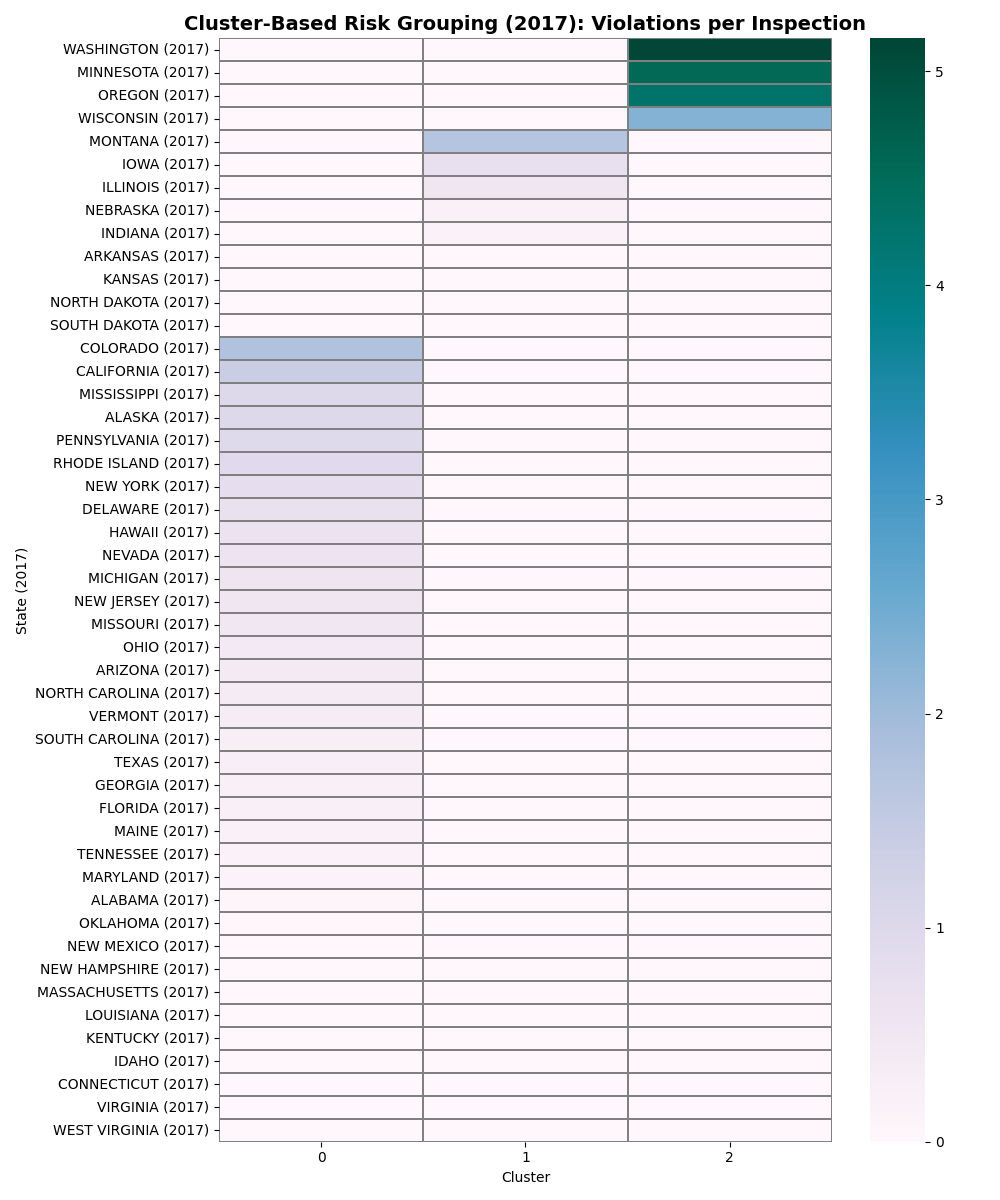 Cluster-Based Risk Grouping (2017): Violations per Inspection
WASHINGTON (2017)
MINNESOTA (2017)
OREGON (2017)
WISCONSIN (2017)
MONTANA (2017)
IOWA (2017)
ILLINOIS (2017)
NEBRASKA (2017)
INDIANA (2017)
ARKANSAS (2017)
KANSAS (2017)
NORTH DAKOTA (2017)
SOUTH DAKOTA (2017)
COLORADO (2017)
CALIFORNIA (2017)
MISSISSIPPI (2017)
ALASKA (2017)
PENNSYLVANIA (2017)
RHODE ISLAND (2017)
NEW YORK (2017)
DELAWARE (2017)
HAWAII (2017)
NEVADA (2017)
MICHIGAN (2017)
NEW JERSEY (2017)
MISSOURI (2017)
OHIO (2017)
ARIZONA (2017)
NORTH CAROLINA (2017)
VERMONT (2017)
SOUTH CAROLINA (2017)
TEXAS (2017)
GEORGIA (2017)
FLORIDA (2017)
MAINE (2017)
TENNESSEE (2017)
MARYLAND (2017)
ALABAMA (2017)
OKLAHOMA (2017)
NEW MEXICO (2017)
NEW HAMPSHIRE (2017)
MASSACHUSETTS (2017)
LOUISIANA (2017)
KENTUCKY (2017)
IDAHO (2017)
CONNECTICUT (2017)
VIRGINIA (2017)
WEST VIRGINIA (2017)
State (2017)
0 1 2
Cluster
5
4
3
2
1
0